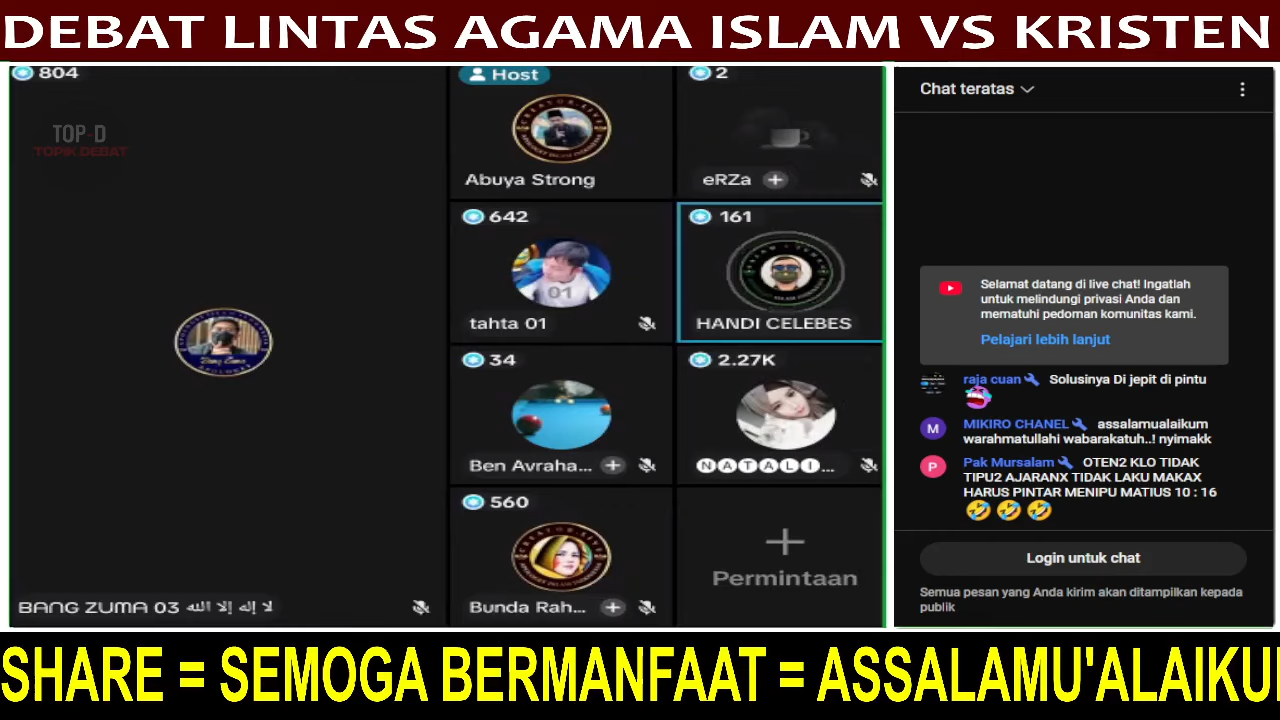 DEBAT LINTAS AGAMA ISLAM VS KRISTEN
804
TOP-D
TOPIK DEBAT
BANG ZUMA 03 لا إله إلا الله
Host
Abuya Strong
2
eRZa +
642
01
tahta 01
161
HANDI CELEBES
34
Ben Avraha... +
2.27K
NATALI...
560
Bunda Rah... +
+
Permintaan
Chat teratas
Selamat datang di live chat! Ingatlah
untuk melindungi privasi Anda dan
mematuhi pedoman komunitas kami.
Pelajari lebih lanjut
raja cuan🔧 Solusinya Di jepit di pintu
M
MIKIRO CHANEL🔧 assalamualaikum
warahmatullahi wabarakatuh..! nyimakk
P
Pak Mursalam🔧 OTEN2 KLO TIDAK
TIPU2 AJARANX TIDAK LAKU MAKAX
HARUS PINTAR MENIPU MATIUS 10 : 16
🤣🤣🤣
Login untuk chat
Semua pesan yang Anda kirim akan ditampilkan kepada
publik
SHARE = SEMOGA BERMANFAAT = ASSALAMU'ALAIKU